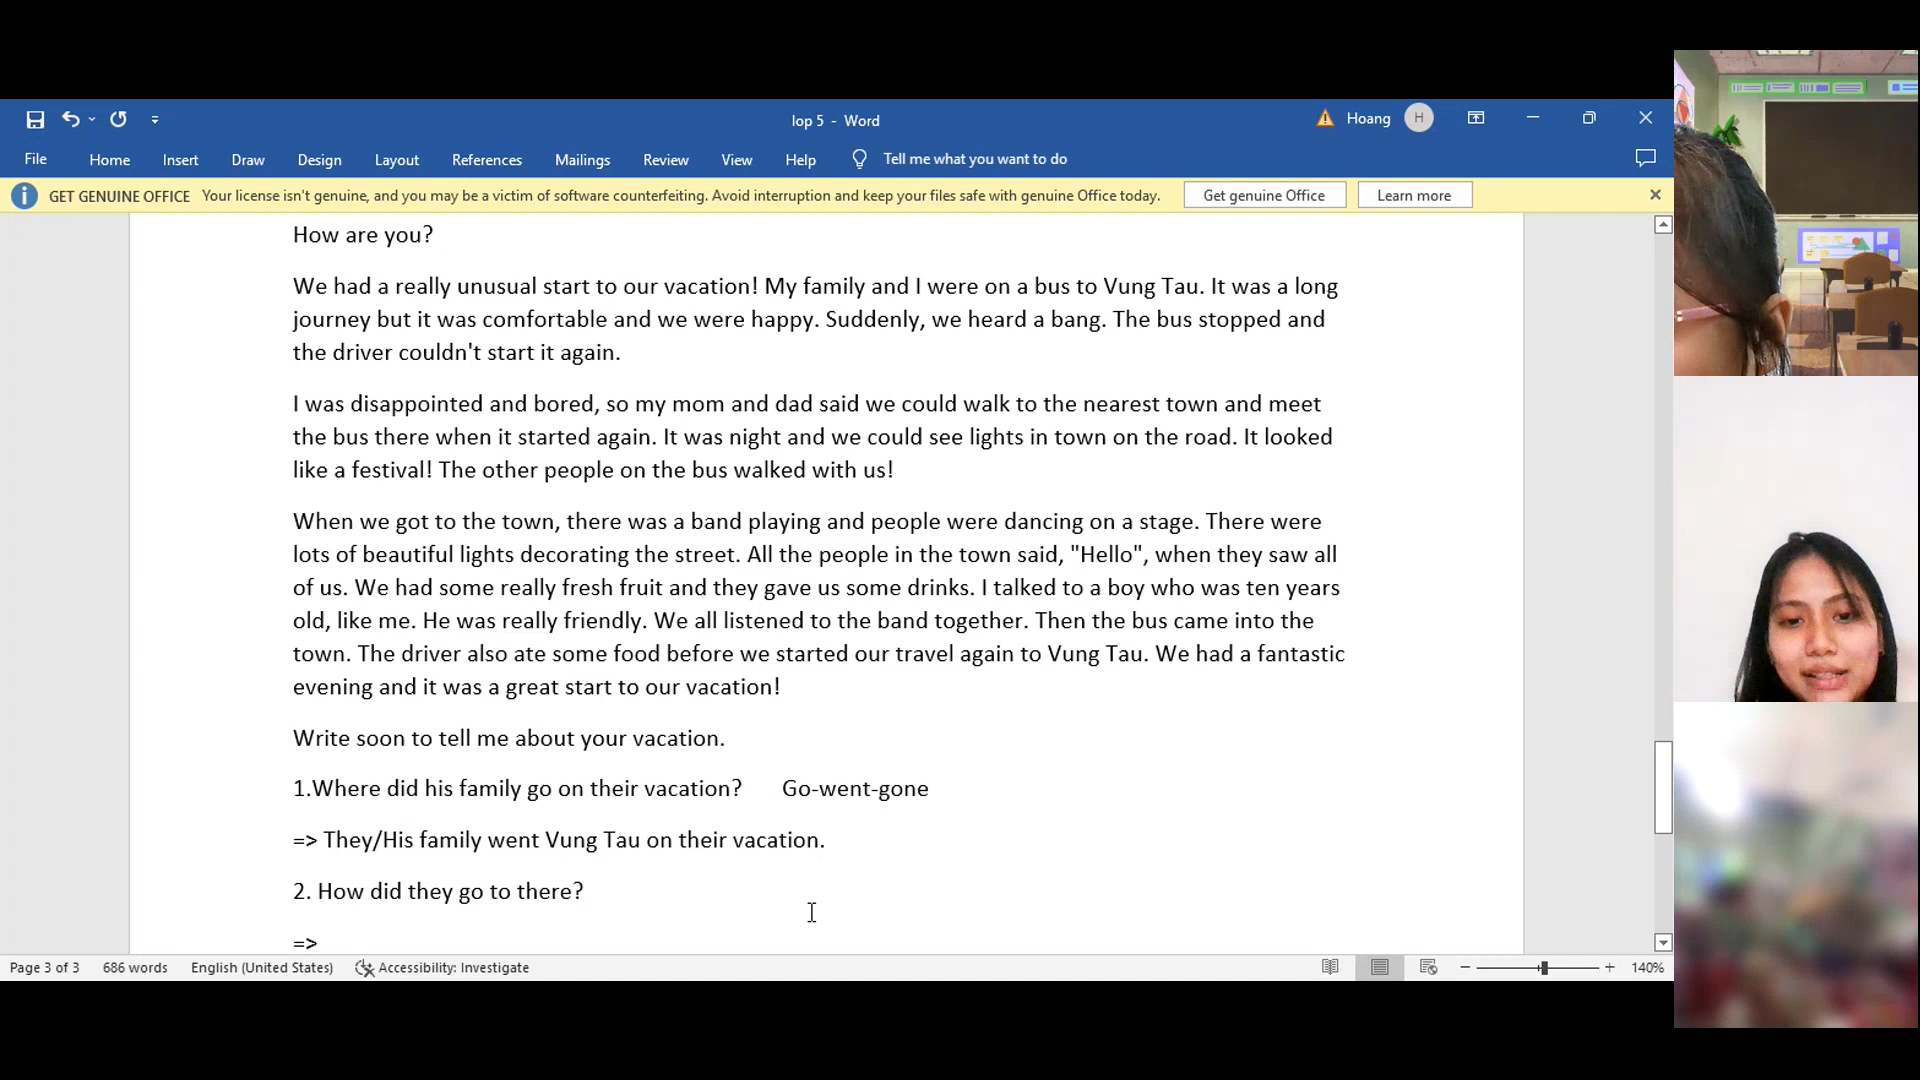 lop 5 - Word
Hoang
H
File
Home
Insert
Draw
Design
Layout
References
Mailings
Review
View
Help
Tell me what you want to do
GET GENUINE OFFICE Your license isn't genuine, and you may be a victim of software counterfeiting. Avoid interruption and keep your files safe with genuine Office today.
Get genuine Office
Learn more
How are you?
We had a really unusual start to our vacation! My family and I were on a bus to Vung Tau. It was a long
journey but it was comfortable and we were happy. Suddenly, we heard a bang. The bus stopped and
the driver couldn't start it again.
I was disappointed and bored, so my mom and dad said we could walk to the nearest town and meet
the bus there when it started again. It was night and we could see lights in town on the road. It looked
like a festival! The other people on the bus walked with us!
When we got to the town, there was a band playing and people were dancing on a stage. There were
lots of beautiful lights decorating the street. All the people in the town said, "Hello", when they saw all
of us. We had some really fresh fruit and they gave us some drinks. I talked to a boy who was ten years
old, like me. He was really friendly. We all listened to the band together. Then the bus came into the
town. The driver also ate some food before we started our travel again to Vung Tau. We had a fantastic
evening and it was a great start to our vacation!
Write soon to tell me about your vacation.
1.Where did his family go on their vacation? Go-went-gone
=> They/His family went Vung Tau on their vacation.
2. How did they go to there?
=>
Page 3 of 3
686 words
English (United States)
Accessibility: Investigate
140%